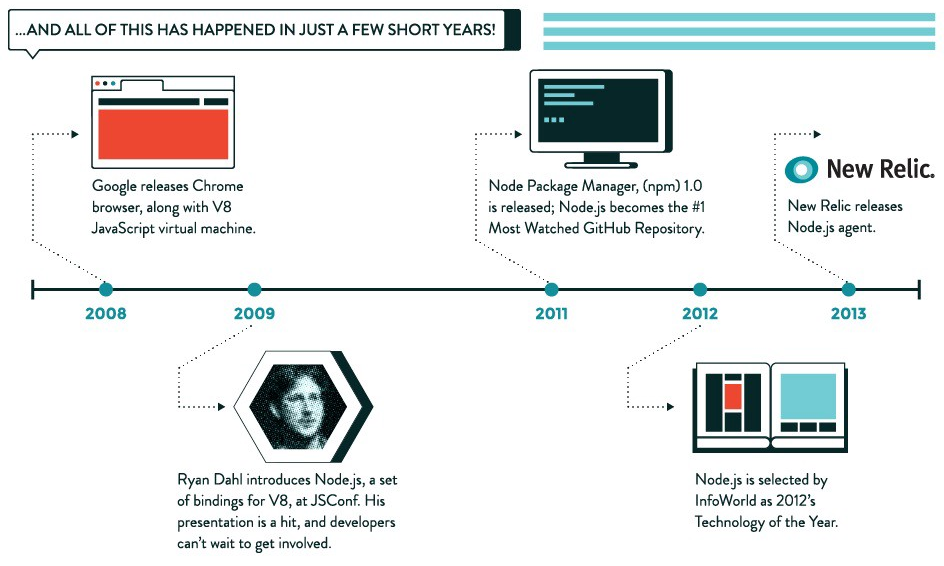 ...AND ALL OF THIS HAS HAPPENED IN JUST A FEW SHORT YEARS!
Google releases Chrome
browser, along with V8
JavaScript virtual machine.
Node Package Manager, (npm) 1.0
is released; Node.js becomes the #1
Most Watched GitHub Repository.
New Relic.
New Relic releases
Node.js agent.
2008
2009
2011
2012
2013
Ryan Dahl introduces Node.js, a set
of bindings for V8, at JSConf. His
presentation is a hit, and developers
can't wait to get involved.
Node.js is selected by
InfoWorld as 2012's
Technology of the Year.